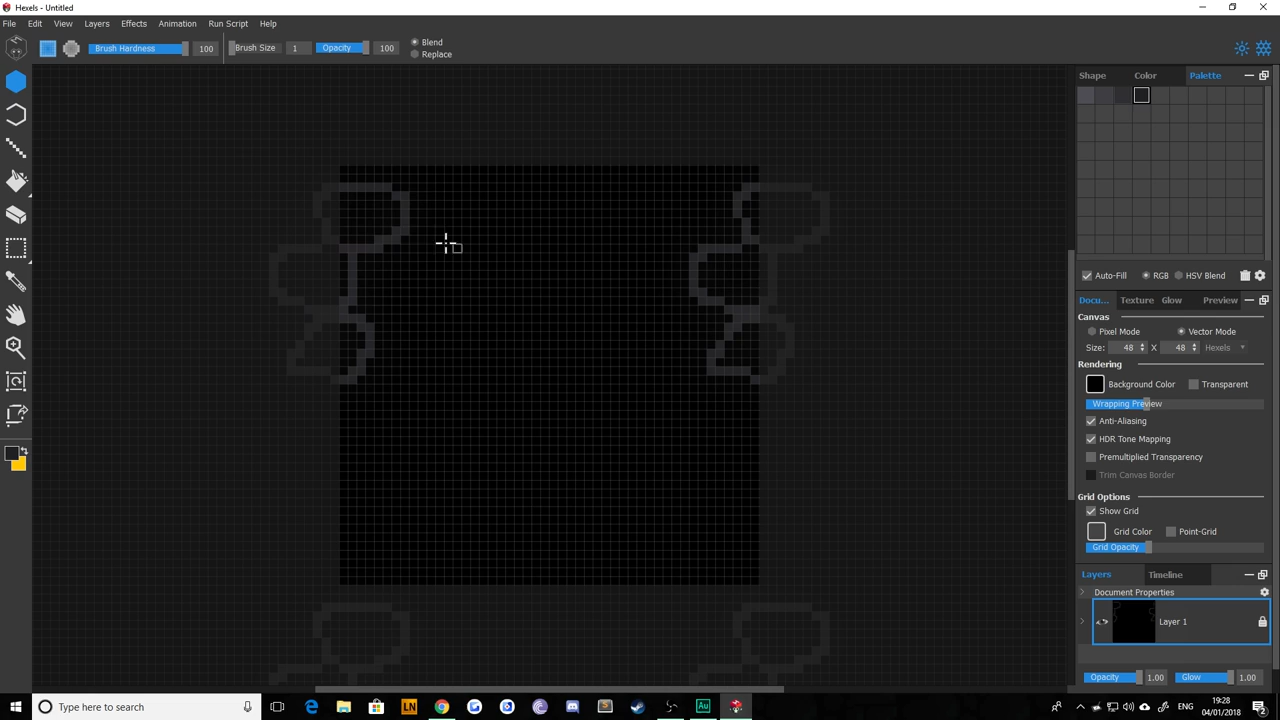 Hexels - Untitled
File Edit View Layers Effects Animation Run Script Help
Brush Hardness 100 Brush Size 1 Opacity 100 Blend
Replace
Shape Color Palette
Auto-Fill RGB HSV Blend
Docu... Texture Glow Preview
Canvas
Pixel Mode Vector Mode
Size: 48 X 48 Hexels
Rendering
Background Color Transparent
Wrapping Preview
Anti-Aliasing
HDR Tone Mapping
Premultiplied Transparency
Trim Canvas Border
Grid Options
Show Grid
Grid Color Point-Grid
Grid Opacity
Layers Timeline
Document Properties
Layer 1
Opacity 1.00 Glow 1.00
Type here to search
LN
Au
ENG
19:28
04/01/2018
2